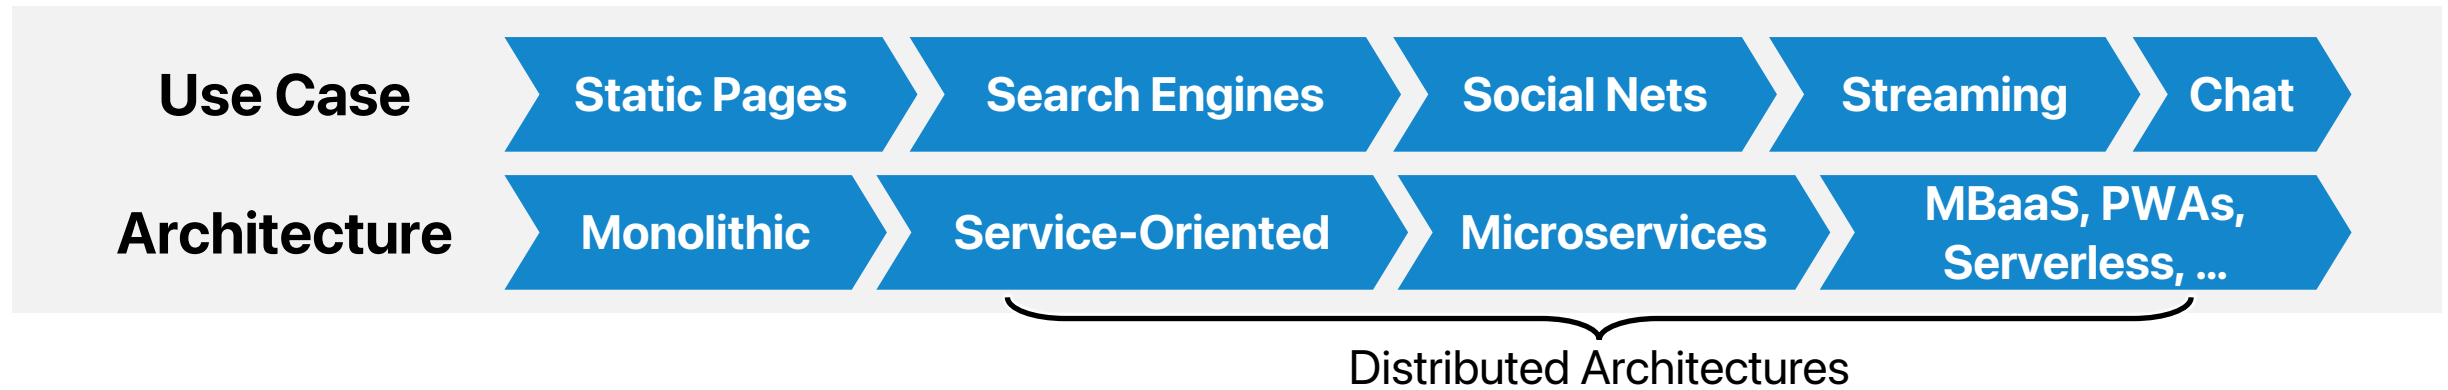 Use Case
Static Pages
Search Engines
Social Nets
Streaming
Chat
Architecture
Monolithic
Service-Oriented
Microservices
MBaaS, PWAs,
Serverless, ...
Distributed Architectures